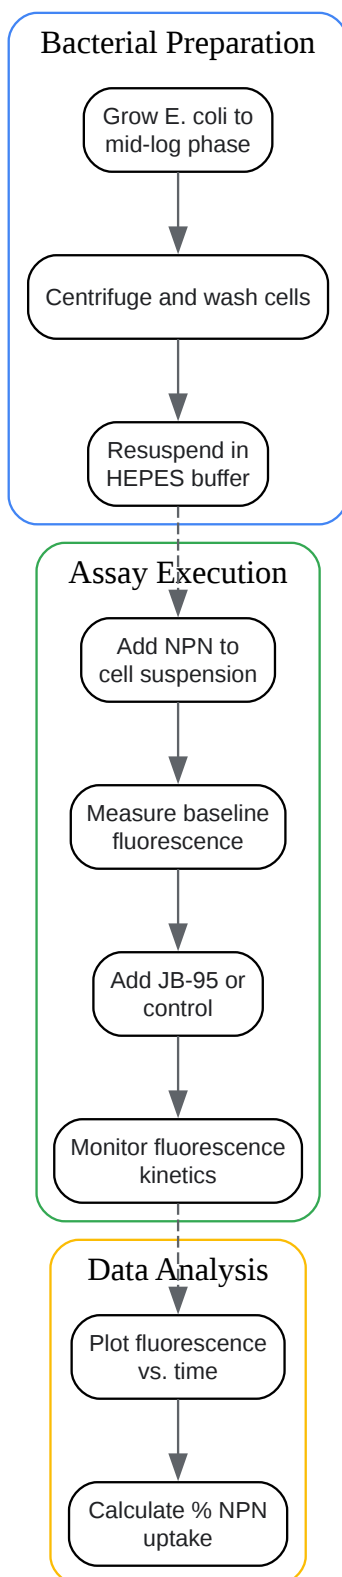 Bacterial Preparation
Grow E. coli to
mid-log phase
Centrifuge and wash cells
Resuspend in
HEPES buffer
Assay Execution
Add NPN to
cell suspension
Measure baseline
fluorescence
Add JB-95 or
control
Monitor fluorescence
kinetics
Data Analysis
Plot fluorescence
vs. time
Calculate % NPN
uptake